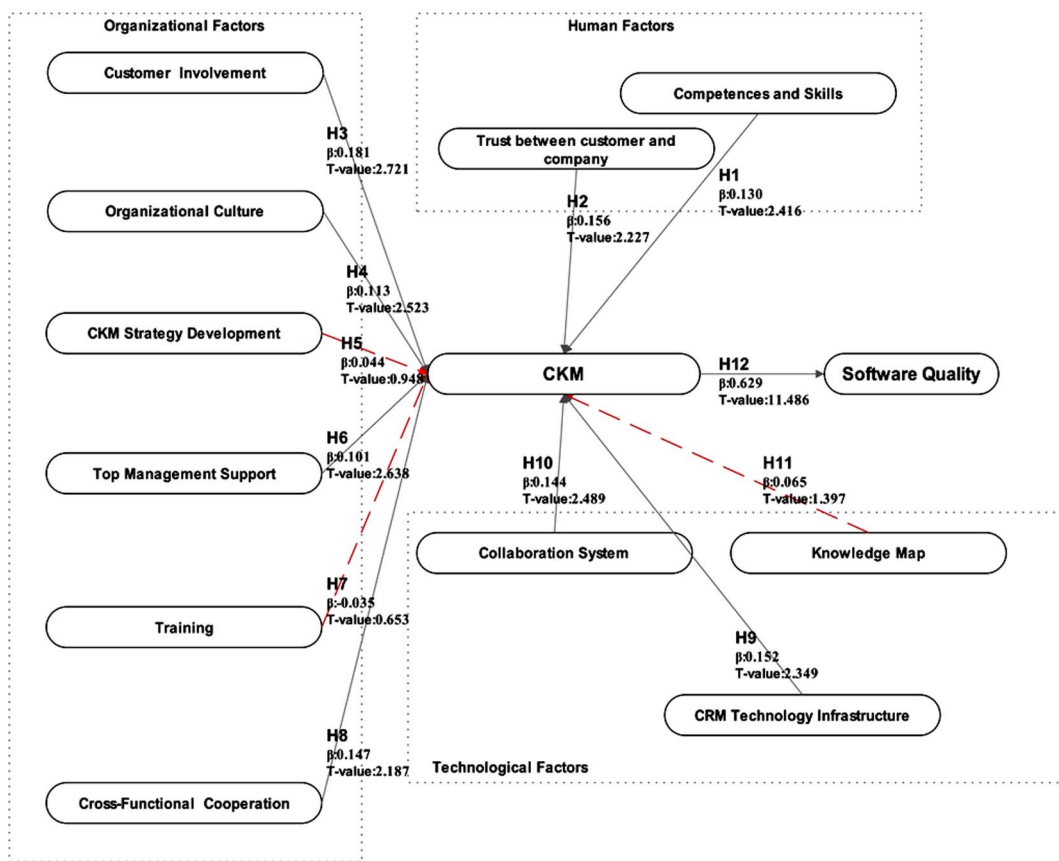 Organizational Factors
Customer Involvement
H3
β:0.181
T-value:2.721
Organizational Culture
H4
β:0.113
T-value:2.523
CKM Strategy Development
H5
β:0.044
T-value:0.948
H6
β:0.101
T-value:2.638
Top Management Support
H7
β:-0.035
T-value:0.653
Training
H8
β:0.147
T-value:2.187
Cross-Functional Cooperation
Human Factors
Competences and Skills
Trust between customer and
company
H1
β:0.130
T-value:2.416
H2
β:0.156
T-value:2.227
CKM
H12
β:0.629
T-value:11.486
Software Quality
H10
β:0.144
T-value:2.489
H11
β:0.065
T-value:1.397
Collaboration System
Knowledge Map
H9
β:0.152
T-value:2.349
CRM Technology Infrastructure
Technological Factors